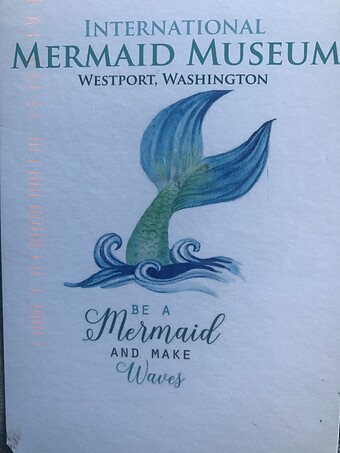 INTERNATIONAL
MERMAID MUSEUM
WESTPORT, WASHINGTON
BE A
Mermaid
AND MAKE
Waves